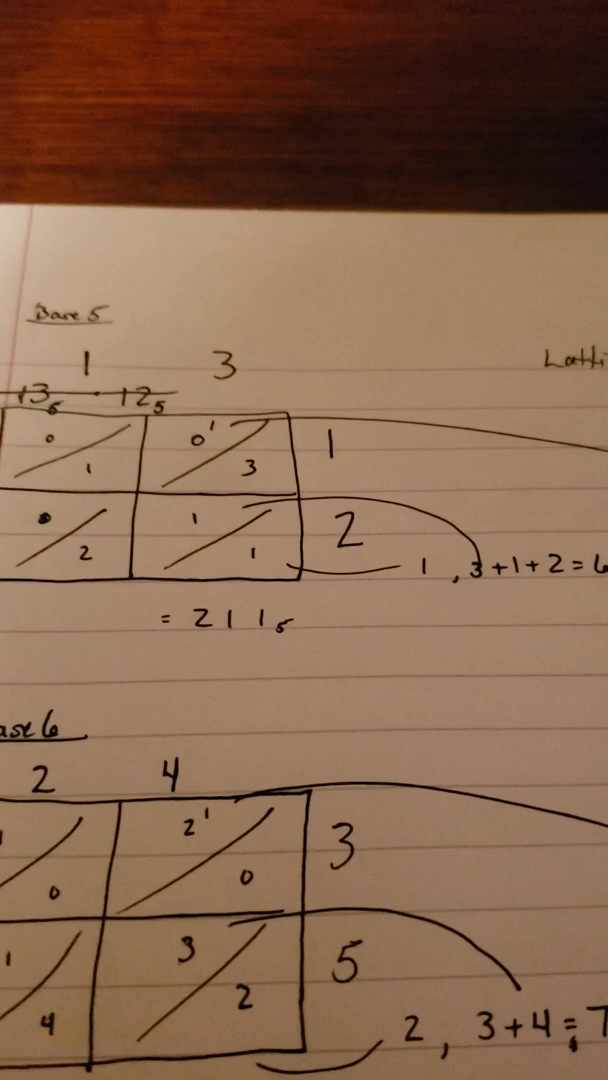 Base 5
1 3
Latti
+3₅ · +2₅
0 1 0 ¹ 3 1
2 1 1 2
1 , 3+1+2=6
= 211₅
ase 6
2 4
0 2 ¹ 0 3
1 4 3 2 5
2 , 3+4=7